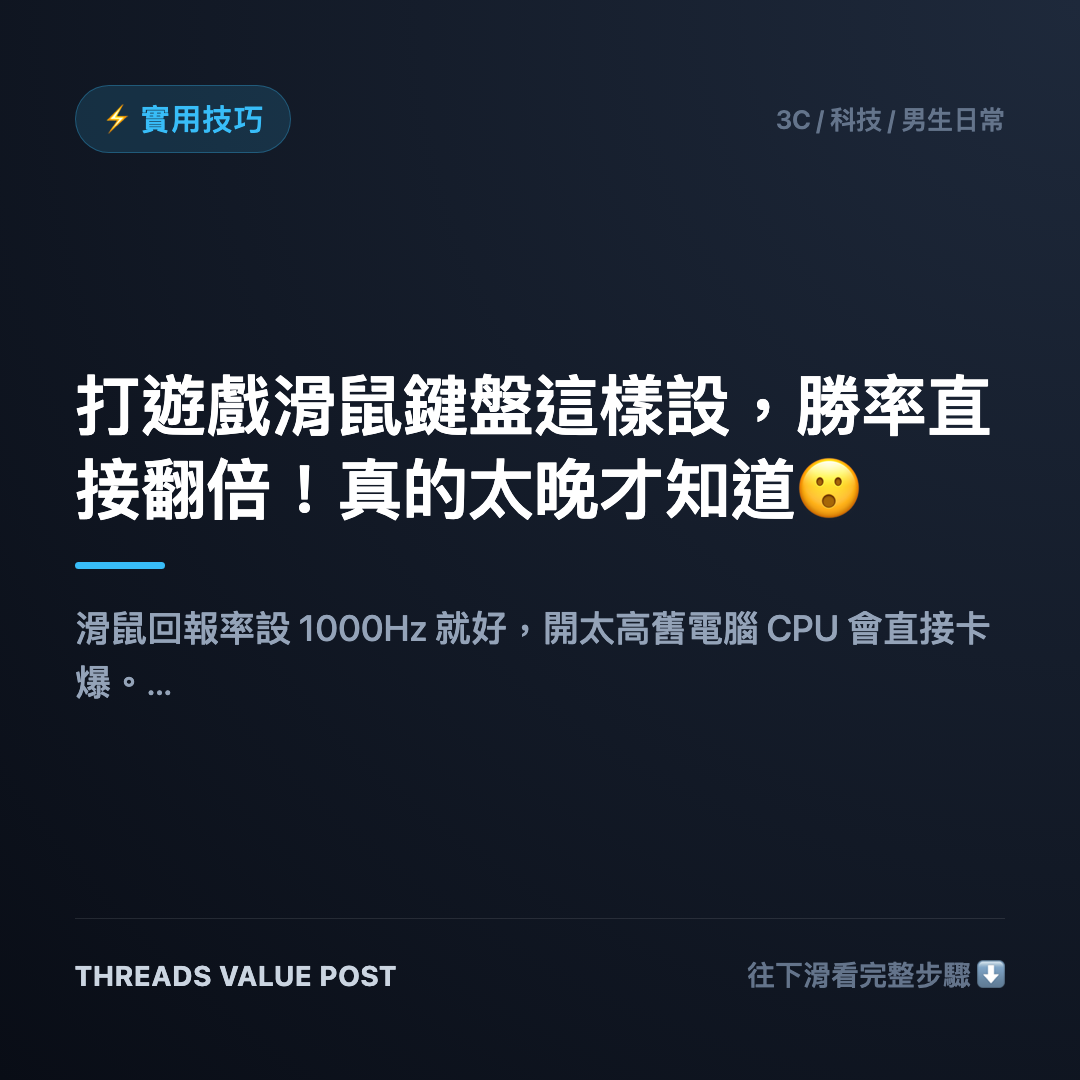 ⚡ 實用技巧
3C / 科技 / 男生日常
打遊戲滑鼠鍵盤這樣設，勝率直
接翻倍！真的太晚才知道😮
滑鼠回報率設 1000Hz 就好，開太高舊電腦 CPU 會直接卡
爆。...
THREADS VALUE POST
往下滑看完整步驟 ⬇️